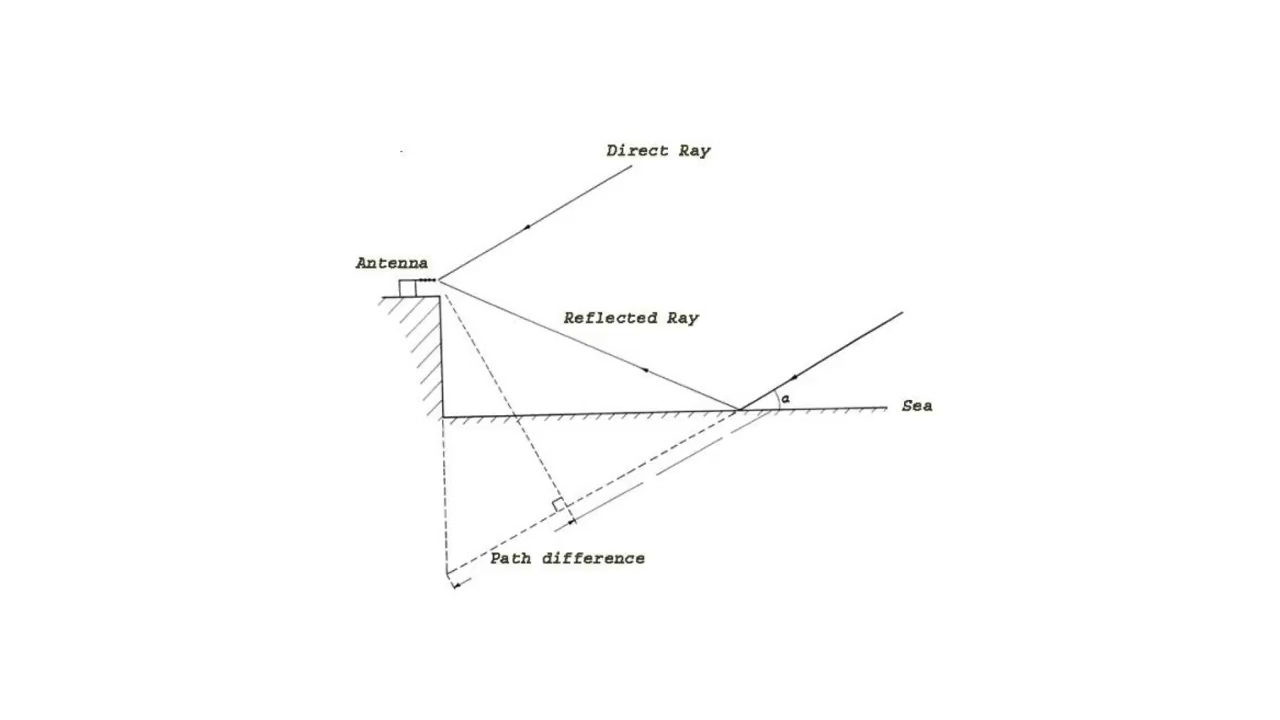 Direct Ray
Antenna
Reflected Ray
a
Sea
Path difference